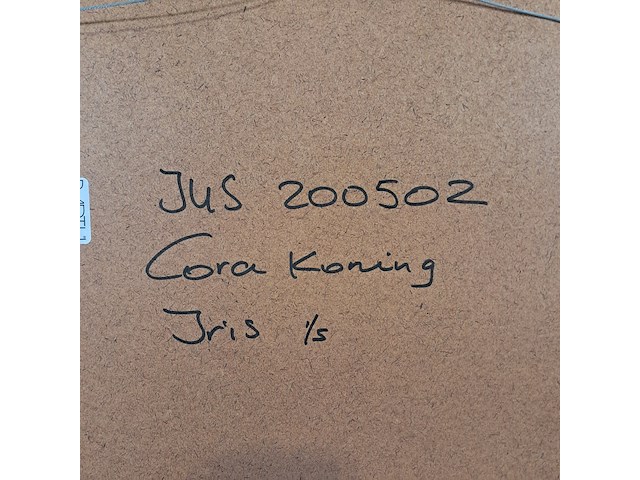 JUS 200502
Cora Koning
Iris 1/5